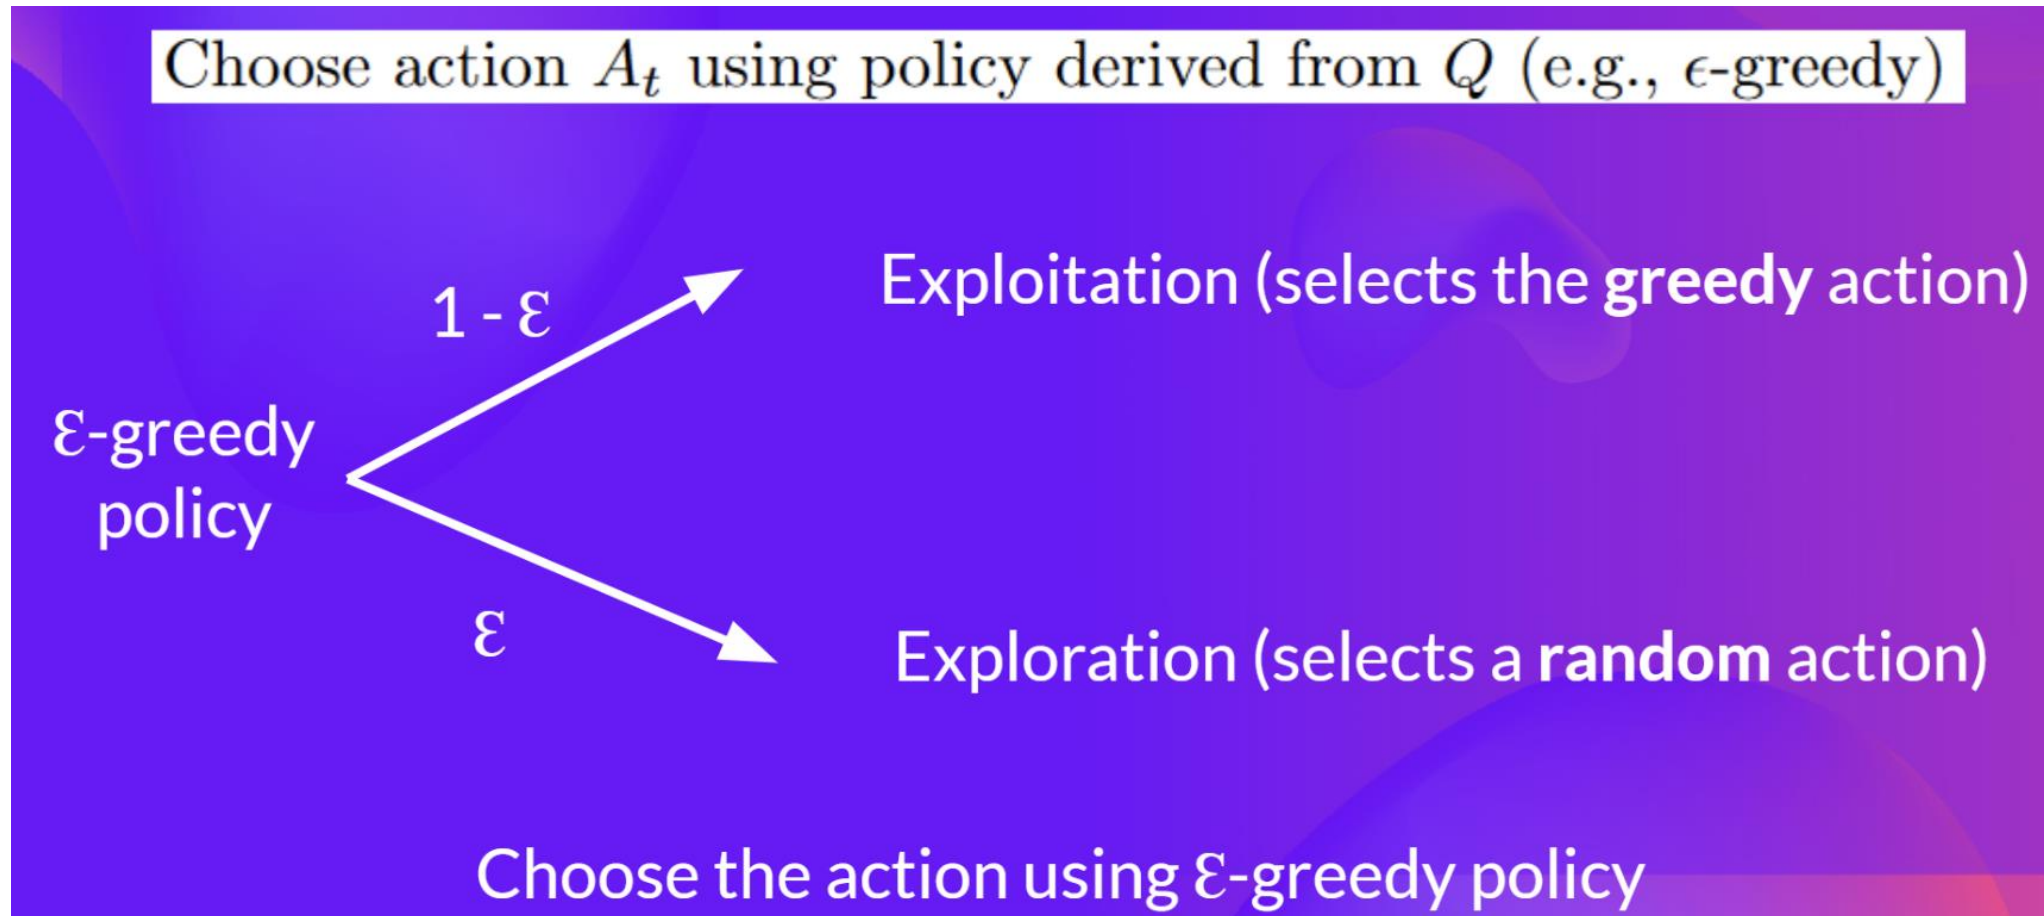 Choose action Aₜ using policy derived from Q (e.g., ϵ-greedy)
1 - Ɛ
Exploitation (selects the greedy action)
Ɛ-greedy
policy
Ɛ
Exploration (selects a random action)
Choose the action using Ɛ-greedy policy